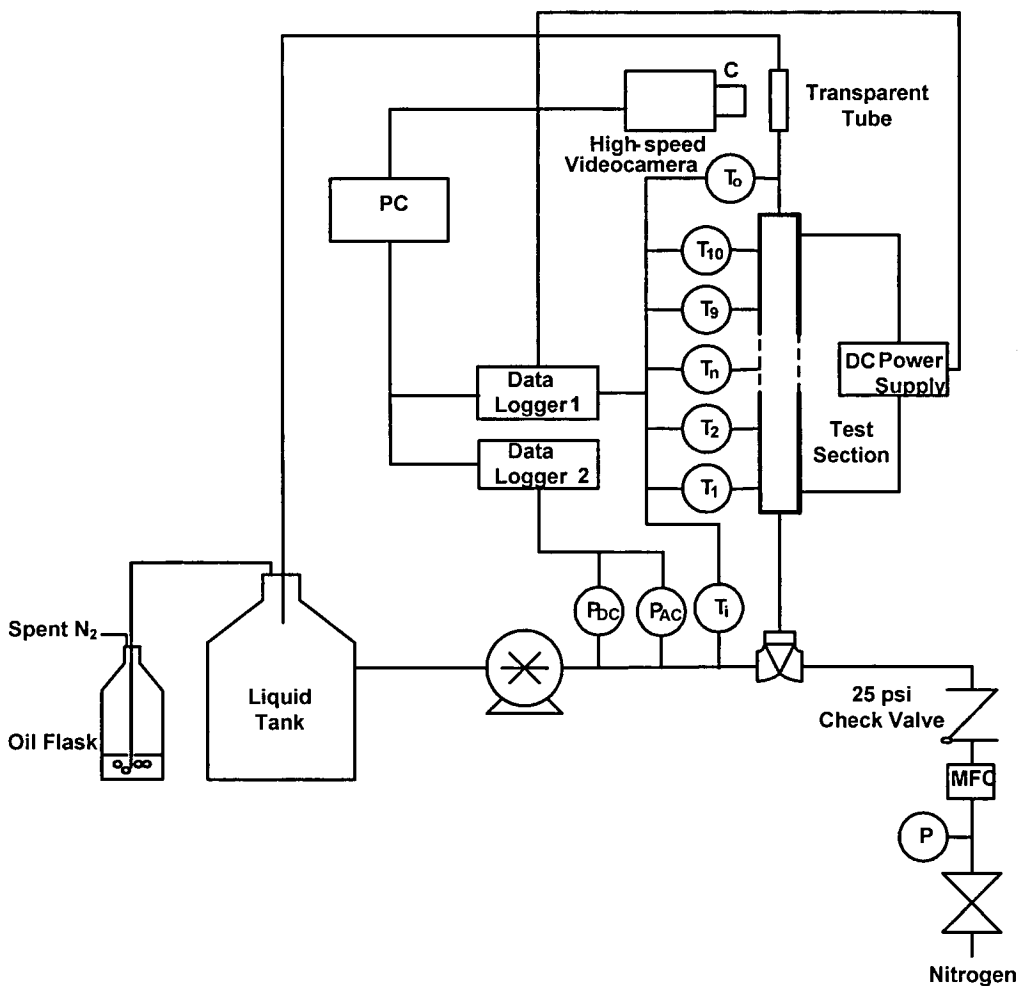 C
Transparent
Tube
High-speed
Videocamera
To
PC
T10
T9
DC Power
Supply
Tn
Data
Logger 1
T2
Test
Section
Data
Logger 2
T1
PDC
PAC
Ti
Spent N2
Liquid
Tank
25 psi
Check Valve
Oil Flask
MFC
P
Nitrogen